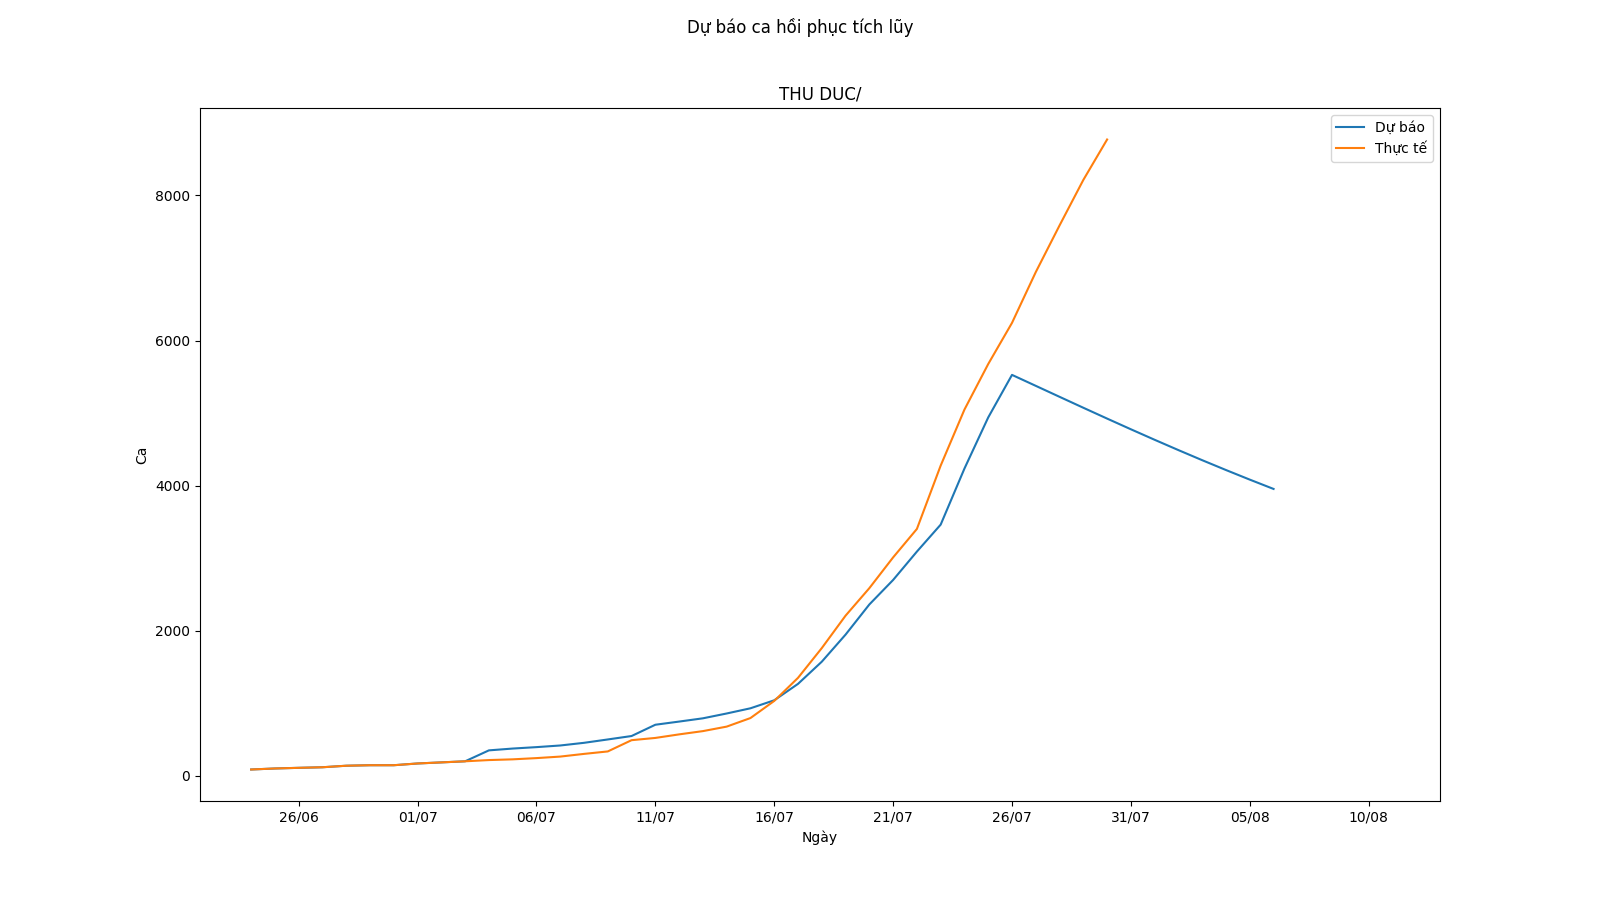 Dự báo ca hồi phục tích lũy
THU DUC/
Dự báo
Thực tế
8000
6000
4000
2000
0
Ca
26/06 01/07 06/07 11/07 16/07 21/07 26/07 31/07 05/08 10/08
Ngày